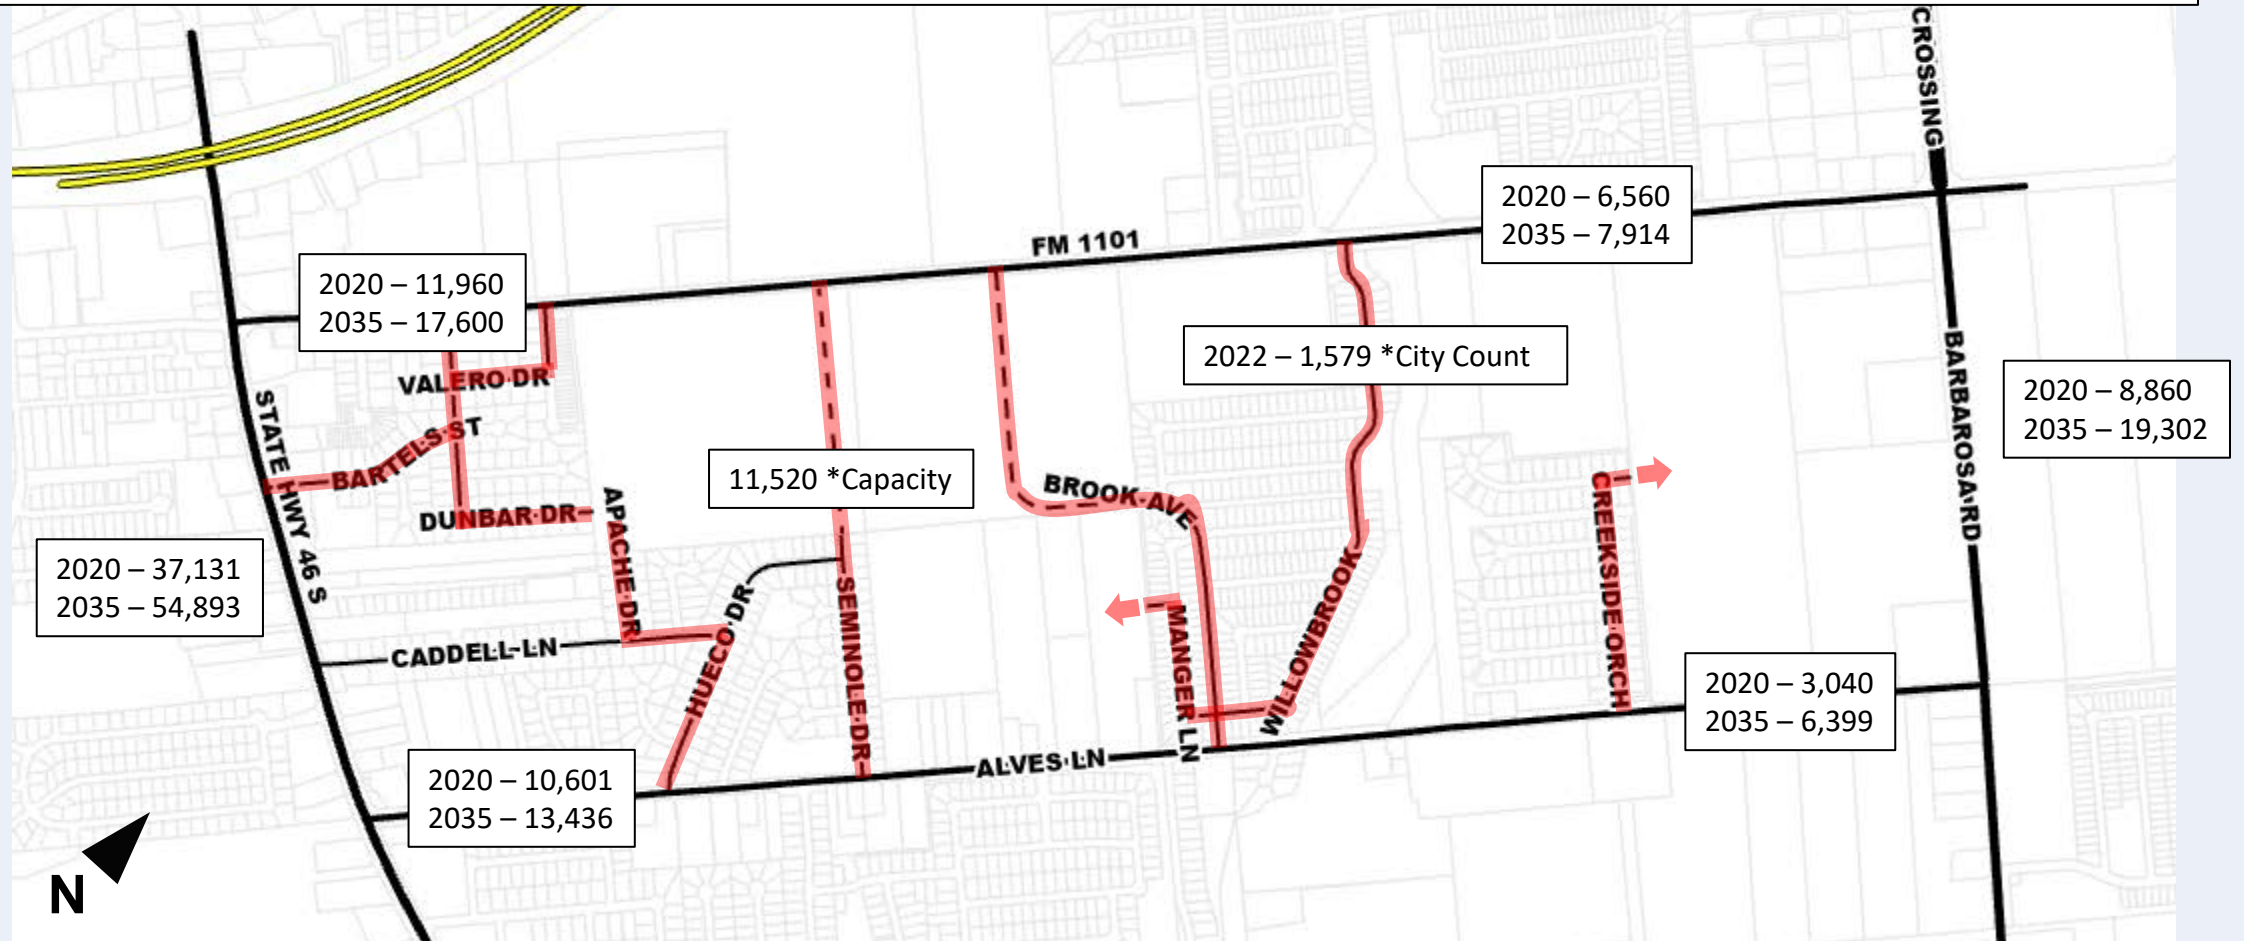 CROSSING
2020 – 6,560
2035 – 7,914
FM 1101
2020 – 11,960
2035 – 17,600
2022 – 1,579 *City Count
VALERO DR
BARTELS ST
STATE HWY 46 S
BARBAROSA RD
2020 – 8,860
2035 – 19,302
11,520 *Capacity
BROOK AVE
DUNBAR DR
APACHE DR
CREEKSIDE ORCH
2020 – 37,131
2035 – 54,893
CADDELL LN
HUECO DR
SEMINOLE DR
MANGER LN
WILLOWBROOK
2020 – 3,040
2035 – 6,399
ALVES LN
2020 – 10,601
2035 – 13,436
N